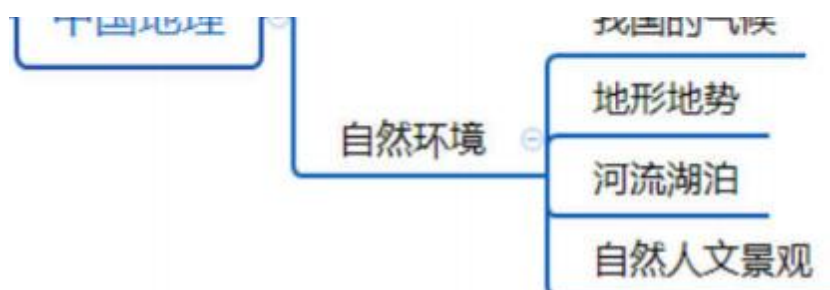 中国地理
我国的气候
地形地势
自然环境
河流湖泊
自然人文景观